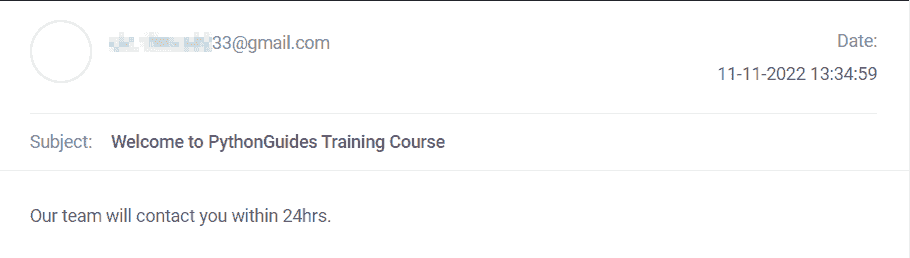 33@gmail.com
Date:
11-11-2022 13:34:59
Subject: Welcome to PythonGuides Training Course
Our team will contact you within 24hrs.